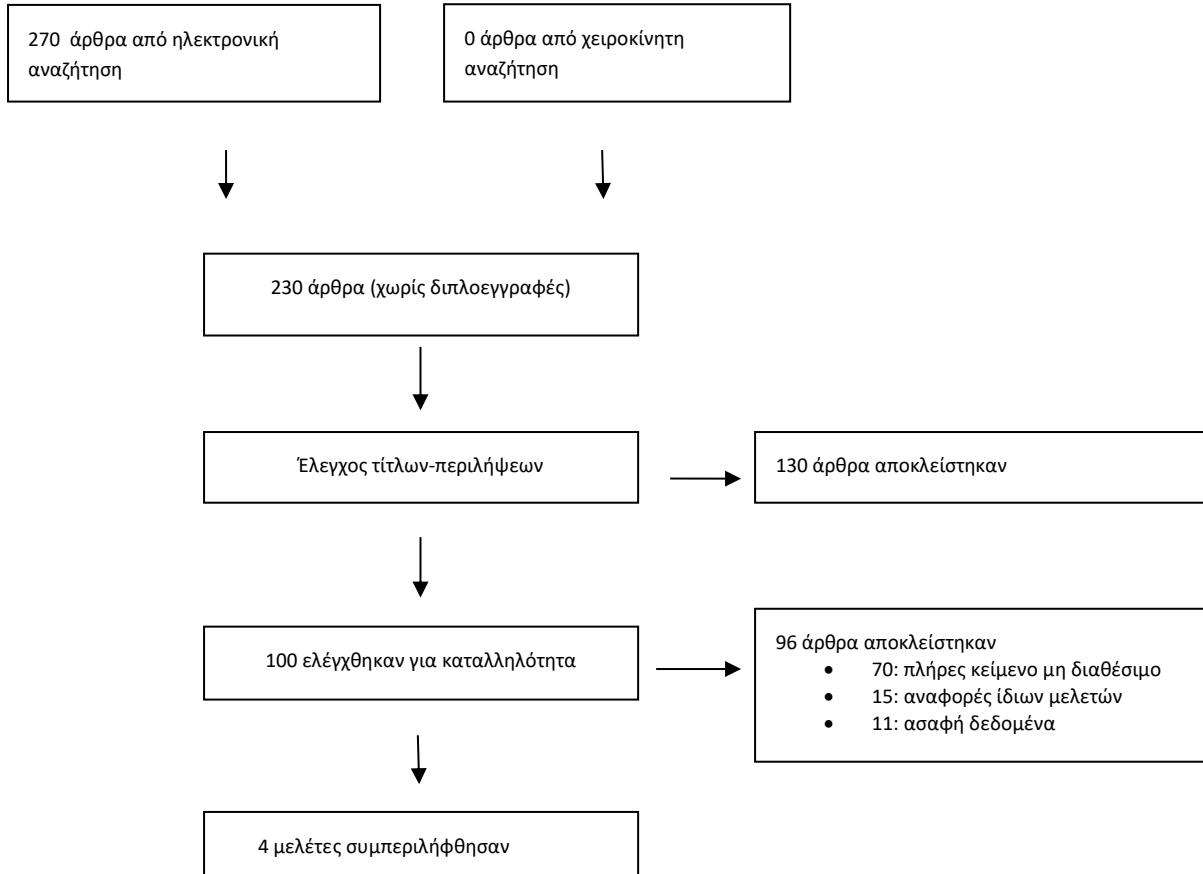 270 άρθρα από ηλεκτρονική
αναζήτηση
0 άρθρα από χειροκίνητη
αναζήτηση
230 άρθρα (χωρίς διπλοεγγραφές)
Έλεγχος τίτλων-περιλήψεων
130 άρθρα αποκλείστηκαν
100 ελέγχθηκαν για καταλληλότητα
96 άρθρα αποκλείστηκαν
• 70: πλήρες κείμενο μη διαθέσιμο
• 15: αναφορές ίδιων μελετών
• 11: ασαφή δεδομένα
4 μελέτες συμπεριλήφθησαν